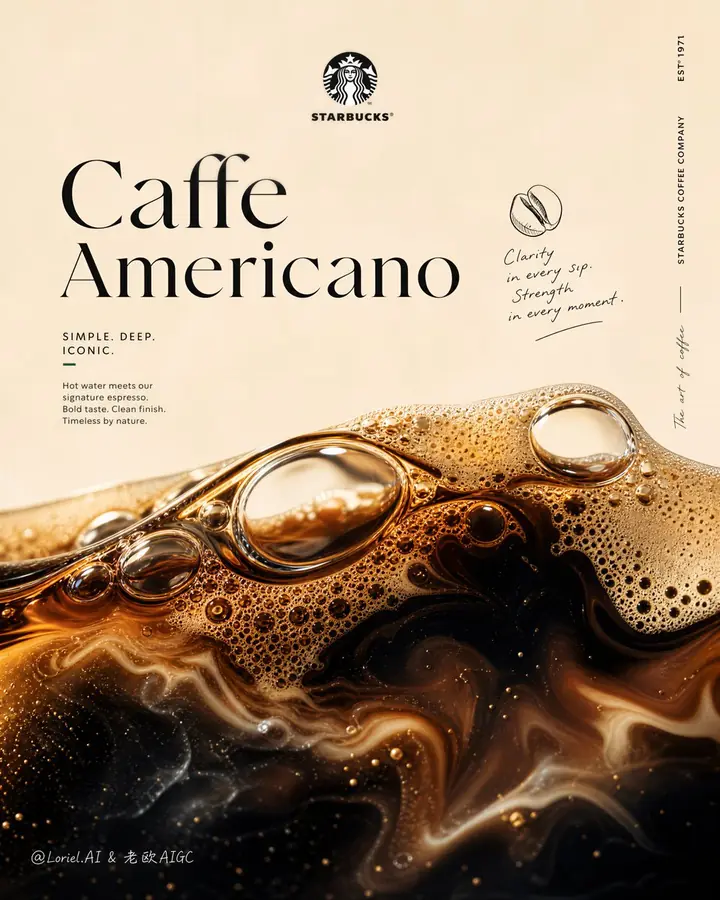 STARBUCKS®
EST° 1971
STARBUCKS COFFEE COMPANY
The art of coffee
Caffe
Americano
Clarity
in every sip.
Strength
in every moment.
SIMPLE. DEEP.
ICONIC.
Hot water meets our
signature espresso.
Bold taste. Clean finish.
Timeless by nature.
@Loriel.AI & 老欧AIGC